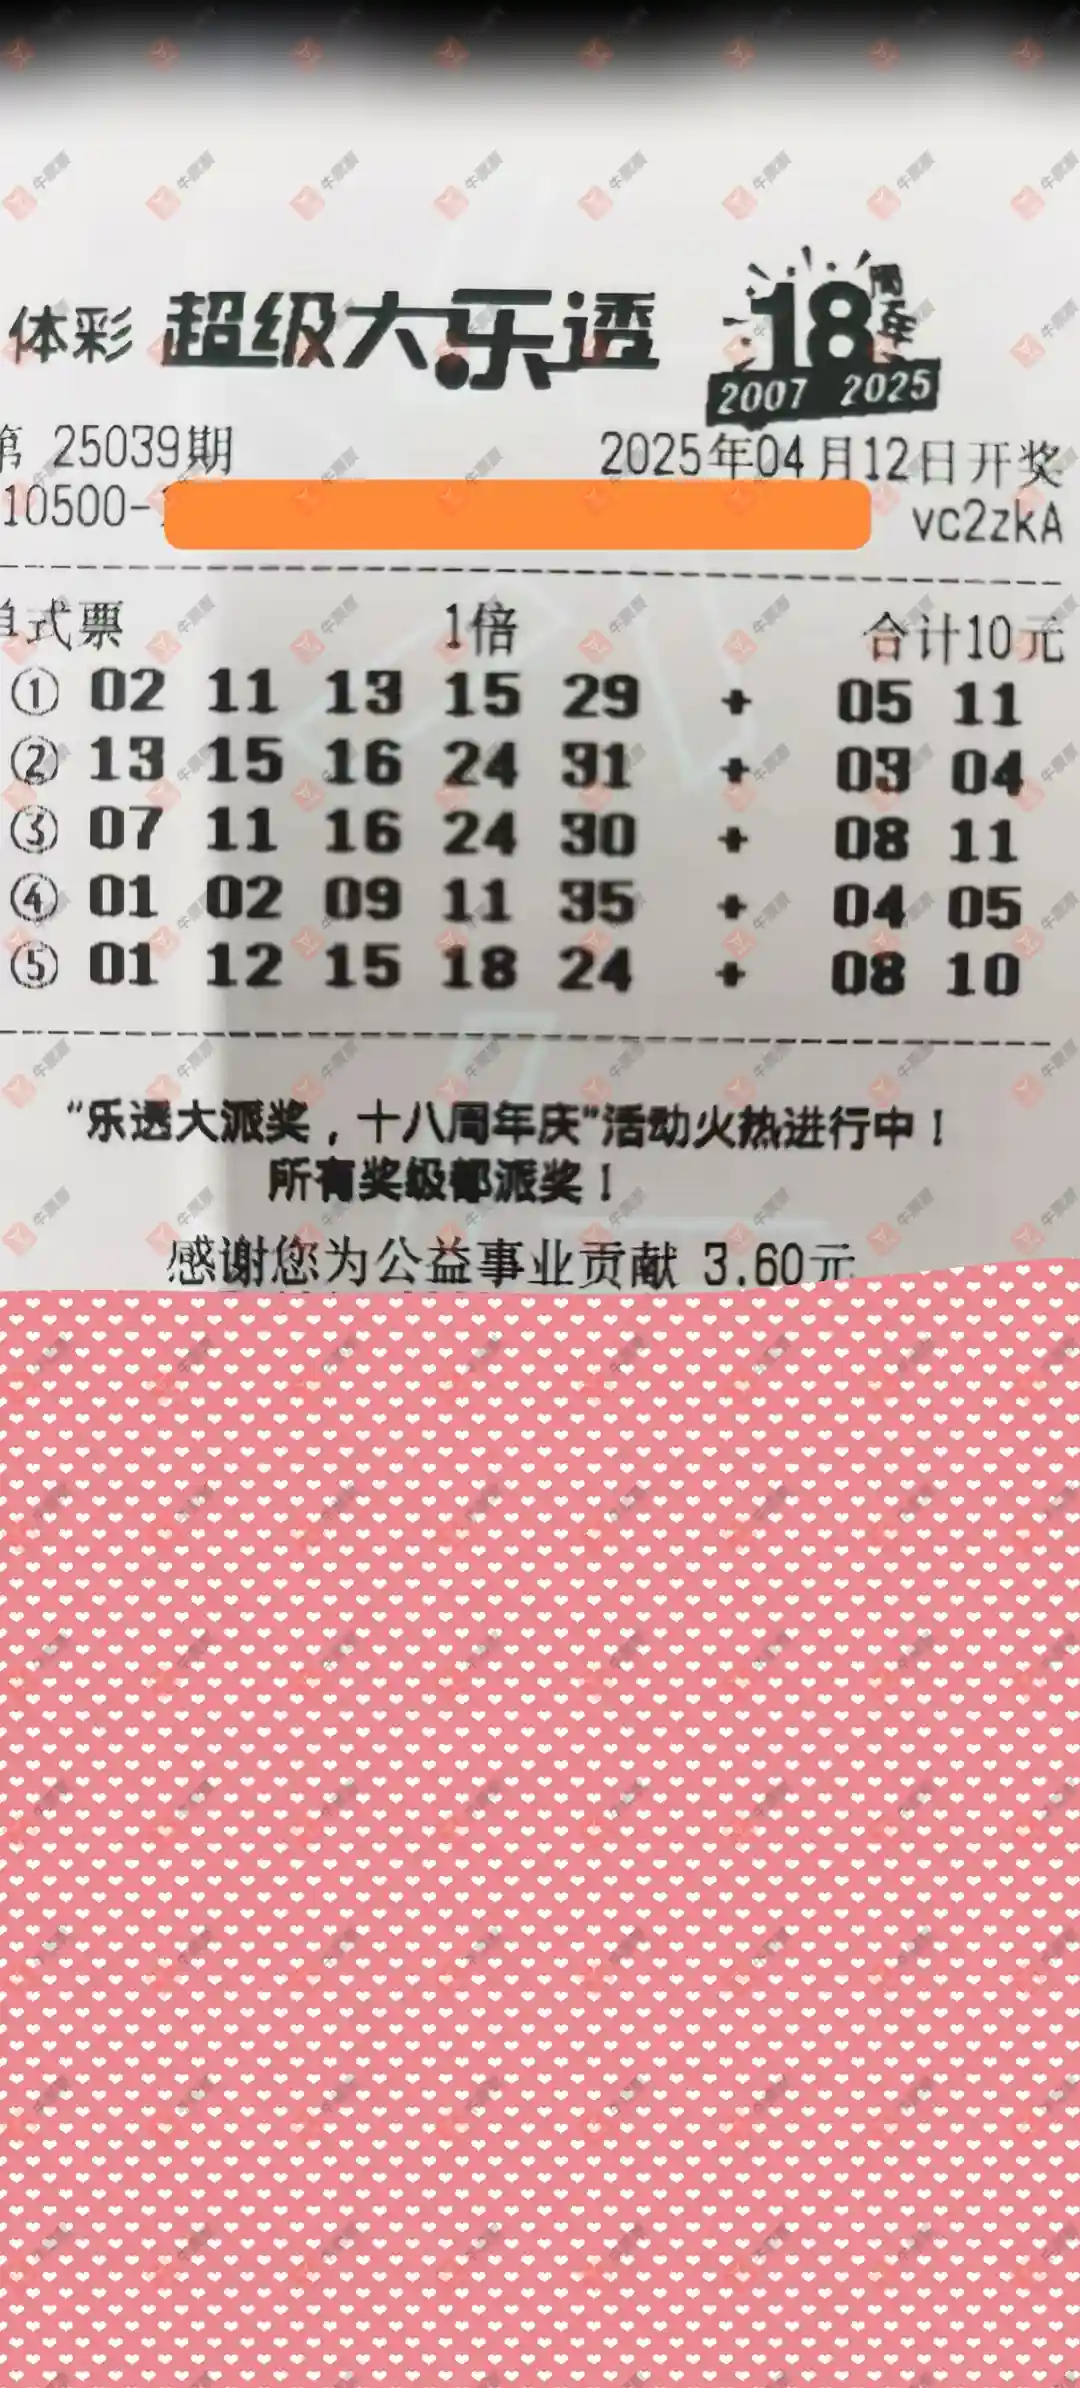 体彩 超级大乐透 18周年
2007 2025
第 25039期 2025年04月12日开奖
110500- vc2zkA
单式票 1倍 合计10元
① 02 11 13 15 29 + 05 11
② 13 15 16 24 31 + 03 04
③ 07 11 16 24 30 + 08 11
④ 01 02 09 11 35 + 04 05
⑤ 01 12 15 18 24 + 08 10
“乐透大派奖，十八周年庆”活动火热进行中！
所有奖级都派奖！
感谢您为公益事业贡献 3.60元